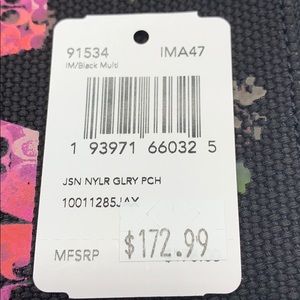 91534 IMA47
IM/Black Multi
1 93971 66032 5
JSN NYLR GLRY PCH
10011285JAX
MFSRP
$172.99